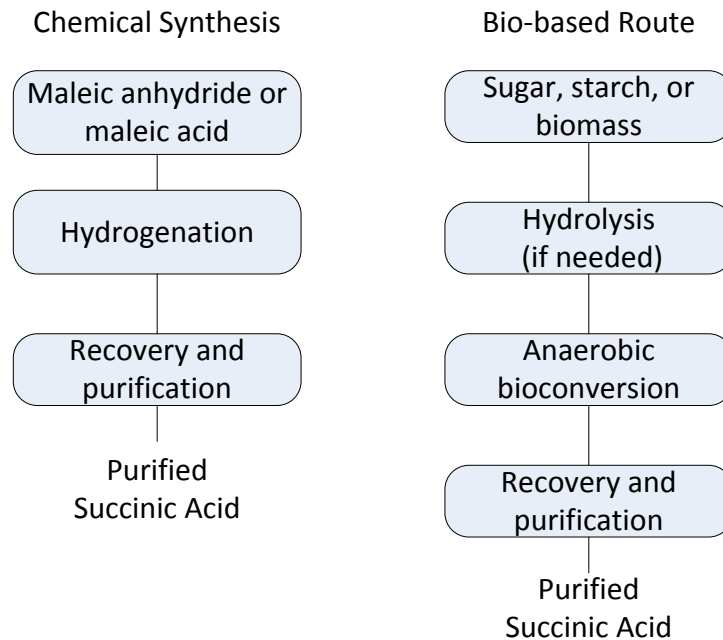 Chemical Synthesis
Maleic anhydride or
maleic acid
Hydrogenation
Recovery and
purification
Purified
Succinic Acid
Bio-based Route
Sugar, starch, or
biomass
Hydrolysis
(if needed)
Anaerobic
bioconversion
Recovery and
purification
Purified
Succinic Acid